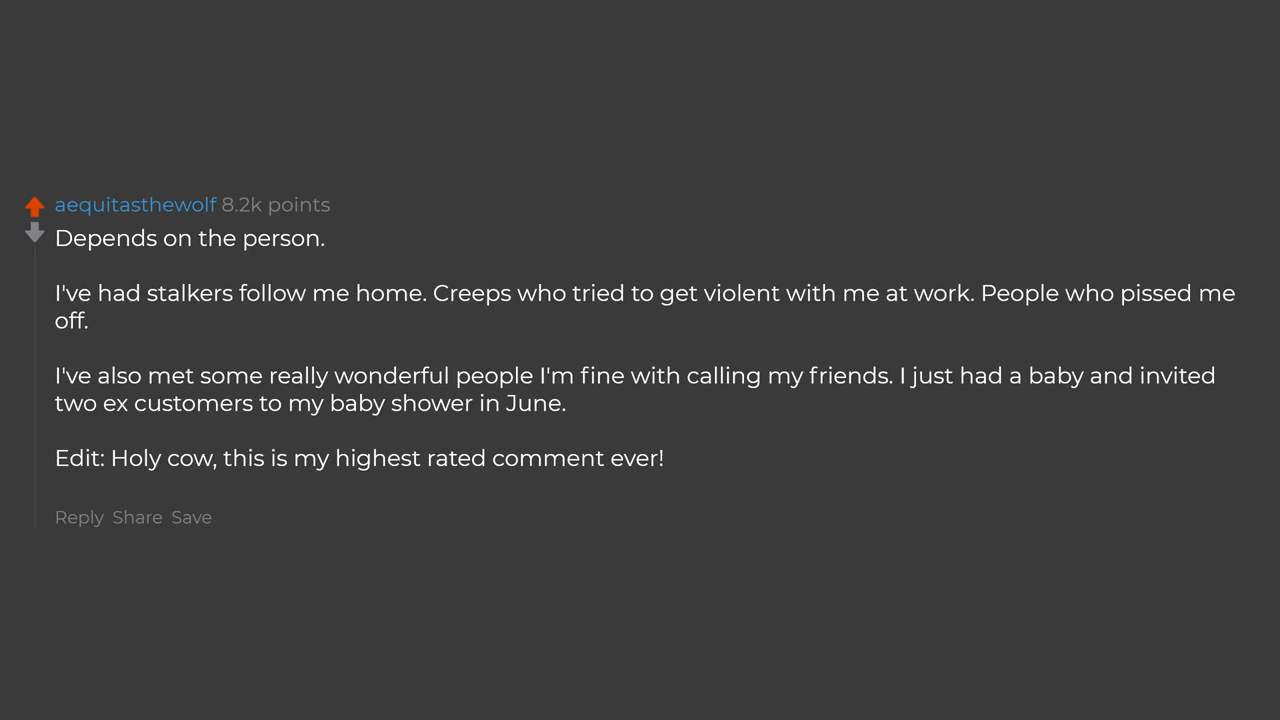 aequitasthewolf 8.2k points
Depends on the person.
I've had stalkers follow me home. Creeps who tried to get violent with me at work. People who pissed me
off.
I've also met some really wonderful people I'm fine with calling my friends. I just had a baby and invited
two ex customers to my baby shower in June.
Edit: Holy cow, this is my highest rated comment ever!
Reply Share Save